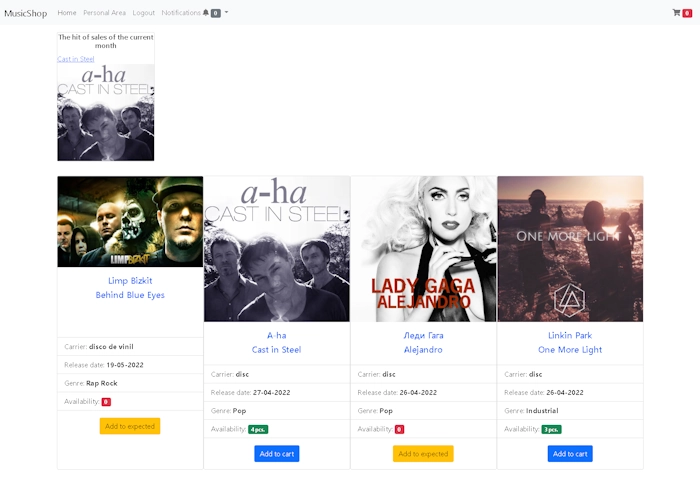 MusicShop Home Personal Area Logout Notifications 0 0
The hit of sales of the current
month
Cast in Steel
a-ha
CAST IN STEEL
LIMPBIZKIT
Limp Bizkit
Behind Blue Eyes
Carrier: disco de vinil
Release date: 19-05-2022
Genre: Rap Rock
Availability: 0
Add to expected
a-ha
CAST IN STEEL
A-ha
Cast in Steel
Carrier: disc
Release date: 27-04-2022
Genre: Pop
Availability: 4 pcs.
Add to cart
LADY GAGA
ALEJANDRO
Леди Гага
Alejandro
Carrier: disc
Release date: 26-04-2022
Genre: Pop
Availability: 0
Add to expected
ONE MORE LIGHT
Linkin Park
One More Light
Carrier: disc
Release date: 26-04-2022
Genre: Industrial
Availability: 3 pcs.
Add to cart